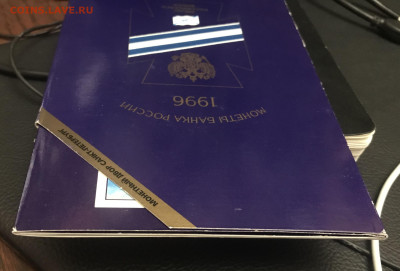 COINS.SAVE.RU
1996
МОНЕТЫ БАНКА РОССИИ
МОНЕТНЫЙ ДВОР САНКТ-ПЕТЕРБУРГ